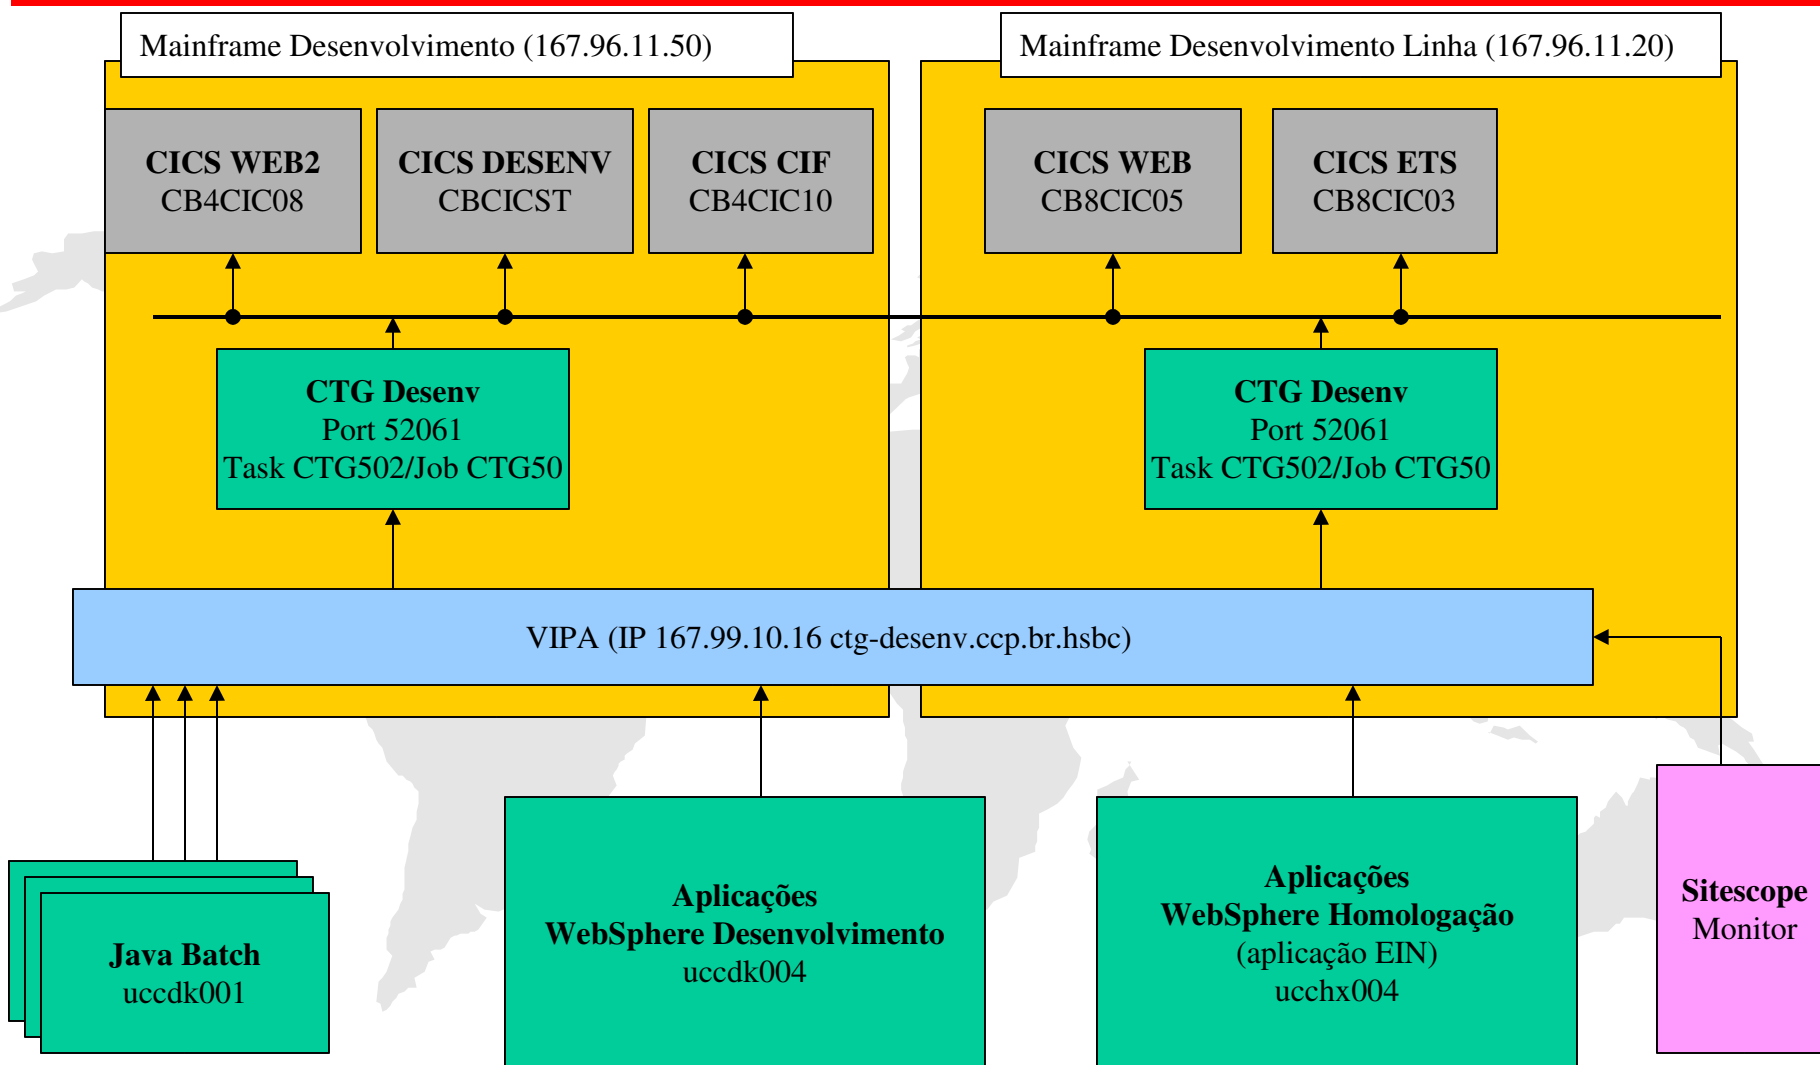 Mainframe Desenvolvimento (167.96.11.50)
Mainframe Desenvolvimento Linha (167.96.11.20)
CICS WEB2
CB4CIC08
CICS DESENV
CBCICST
CICS CIF
CB4CIC10
CICS WEB
CB8CIC05
CICS ETS
CB8CIC03
CTG Desenv
Port 52061
Task CTG502/Job CTG50
CTG Desenv
Port 52061
Task CTG502/Job CTG50
VIPA (IP 167.99.10.16 ctg-desenv.ccp.br.hsbc)
Java Batch
uccdk001
Aplicações
WebSphere Desenvolvimento
uccdk004
Aplicações
WebSphere Homologação
(aplicação EIN)
ucchx004
Sitescope
Monitor